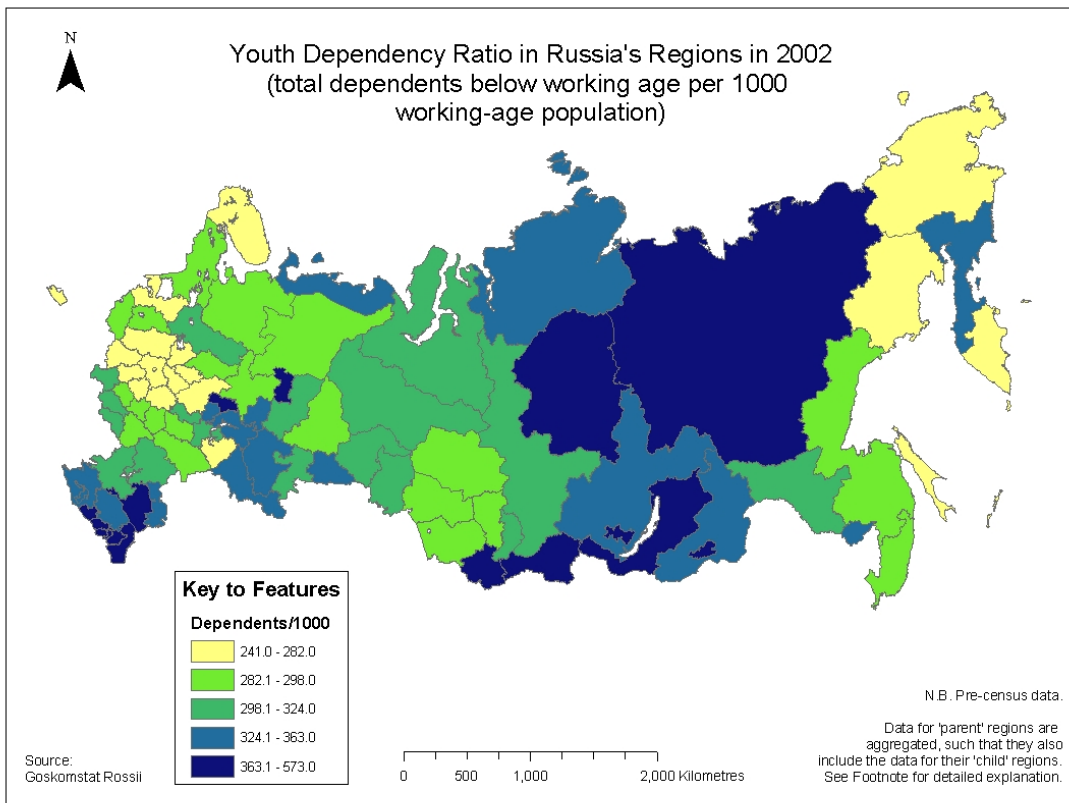 N
Youth Dependency Ratio in Russia's Regions in 2002
(total dependents below working age per 1000
working-age population)
Key to Features
Dependents/1000
241.0 - 282.0
282.1 - 298.0
298.1 - 324.0
324.1 - 363.0
363.1 - 573.0
Source:
Goskomstat Rossii
0 500 1,000 2,000 Kilometres
N.B. Pre-census data.
Data for 'parent' regions are
aggregated, such that they also
include the data for their 'child' regions.
See Footnote for detailed explanation.